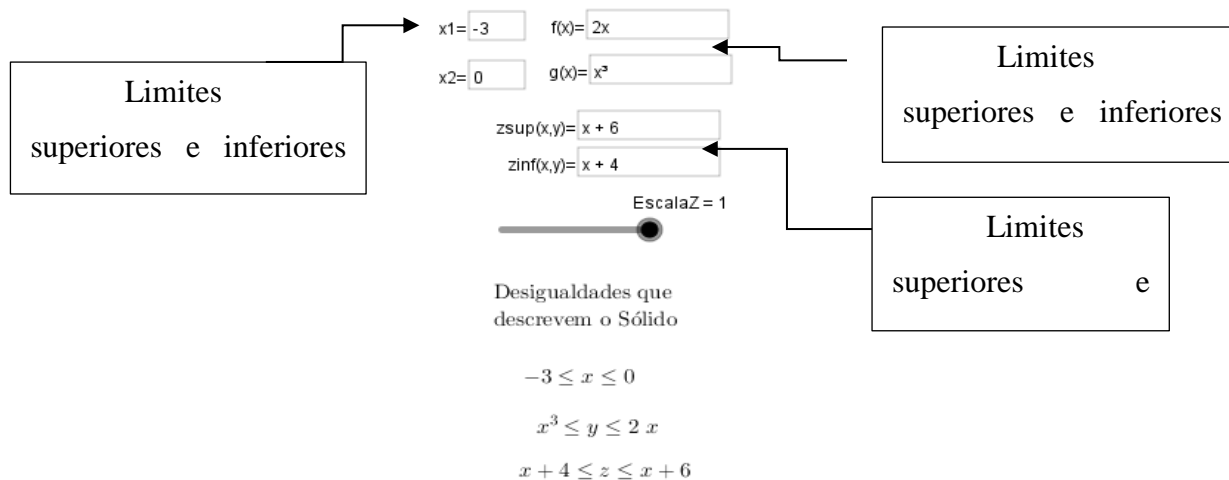 x1= -3 f(x)= 2x
x2= 0 g(x)= x³
zsup(x,y)= x + 6
zinf(x,y)= x + 4
EscalaZ = 1
Limites
superiores e inferiores
Limites
superiores e inferiores
Limites
superiores e
Desigualdades que
descrevem o Sólido
−3 ≤ x ≤ 0
x³ ≤ y ≤ 2 x
x + 4 ≤ z ≤ x + 6